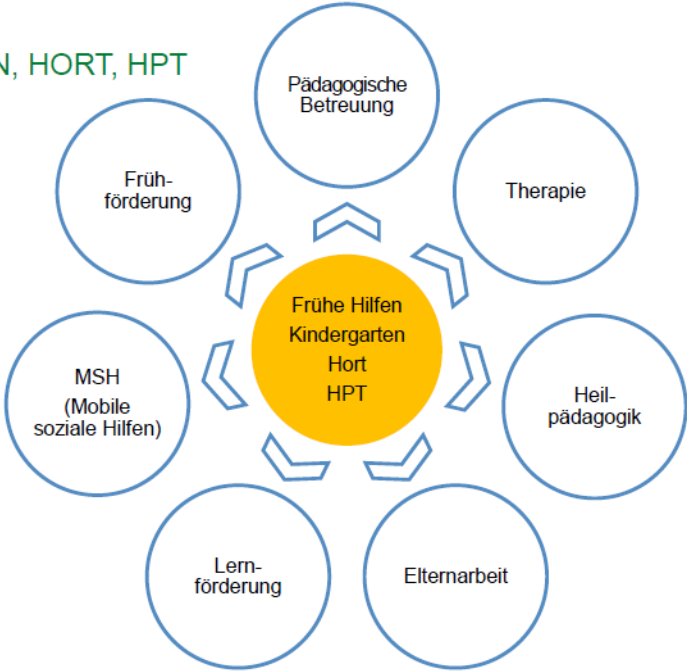 N, HORT, HPT
Pädagogische
Betreuung
Früh-
förderung
Therapie
Frühe Hilfen
Kindergarten
Hort
HPT
MSH
(Mobile
soziale Hilfen)
Heil-
pädagogik
Lern-
förderung
Elternarbeit